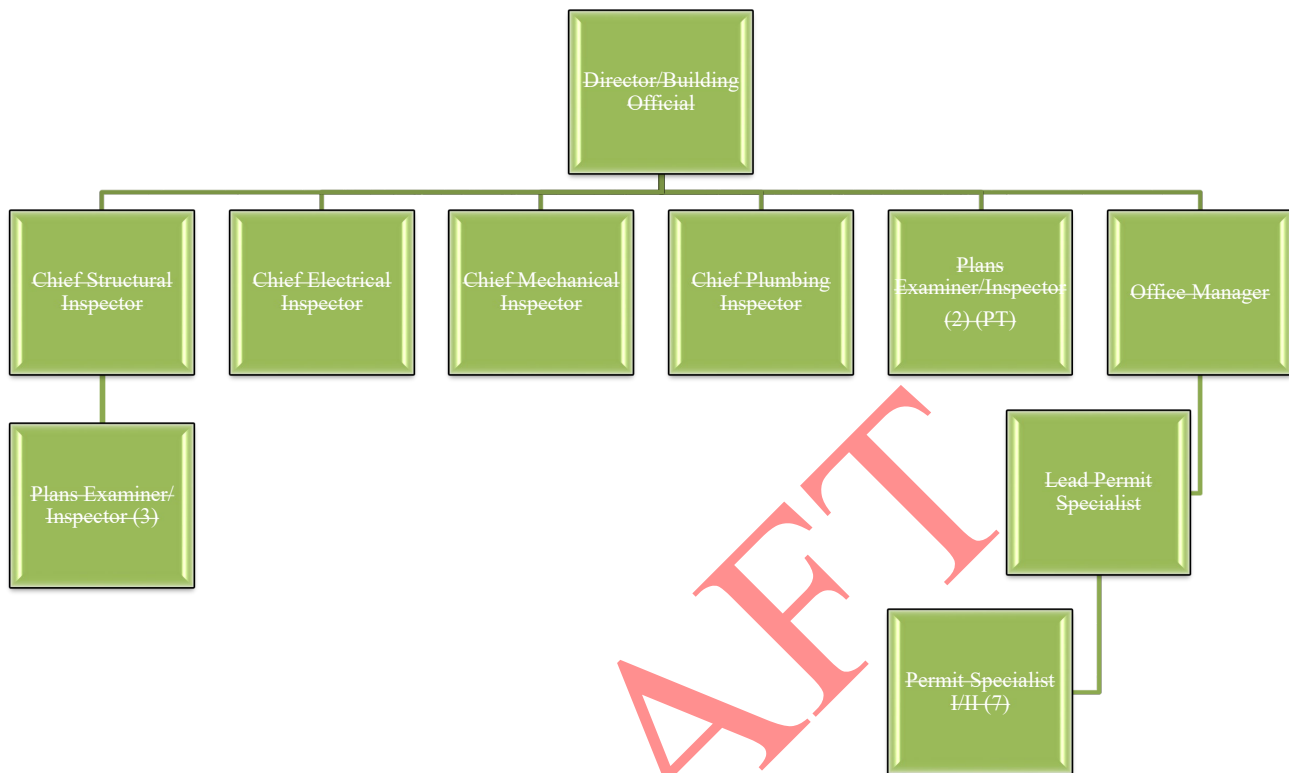 Director/Building
Official
Chief Structural
Inspector
Chief Electrical
Inspector
Chief Mechanical
Inspector
Chief Plumbing
Inspector
Plans
Examiner/Inspector
(2) (PT)
Office Manager
Plans Examiner/
Inspector (3)
Lead Permit
Specialist
Permit Specialist
I/II (7)
AFT